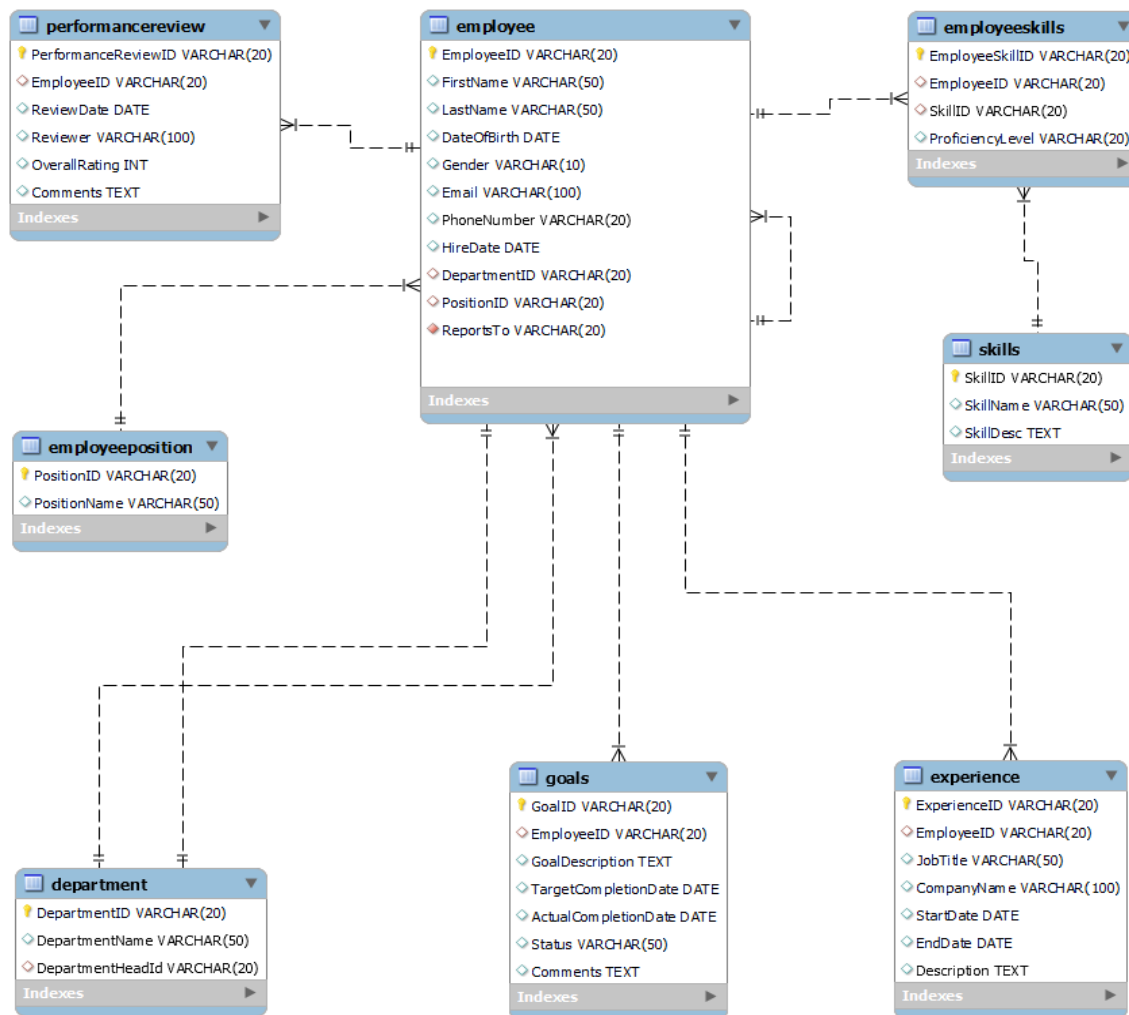 performancereview
PerformanceReviewID VARCHAR(20)
EmployeeID VARCHAR(20)
ReviewDate DATE
Reviewer VARCHAR(100)
OverallRating INT
Comments TEXT
Indexes
employee
EmployeeID VARCHAR(20)
FirstName VARCHAR(50)
LastName VARCHAR(50)
DateOfBirth DATE
Gender VARCHAR(10)
Email VARCHAR(100)
PhoneNumber VARCHAR(20)
HireDate DATE
DepartmentID VARCHAR(20)
PositionID VARCHAR(20)
ReportsTo VARCHAR(20)
Indexes
employeeskills
EmployeeSkillID VARCHAR(20)
EmployeeID VARCHAR(20)
SkillID VARCHAR(20)
ProficiencyLevel VARCHAR(20)
Indexes
skills
SkillID VARCHAR(20)
SkillName VARCHAR(50)
SkillDesc TEXT
Indexes
employeeposition
PositionID VARCHAR(20)
PositionName VARCHAR(50)
Indexes
department
DepartmentID VARCHAR(20)
DepartmentName VARCHAR(50)
DepartmentHeadId VARCHAR(20)
Indexes
goals
GoalID VARCHAR(20)
EmployeeID VARCHAR(20)
GoalDescription TEXT
TargetCompletionDate DATE
ActualCompletionDate DATE
Status VARCHAR(50)
Comments TEXT
Indexes
experience
ExperienceID VARCHAR(20)
EmployeeID VARCHAR(20)
JobTitle VARCHAR(50)
CompanyName VARCHAR(100)
StartDate DATE
EndDate DATE
Description TEXT
Indexes